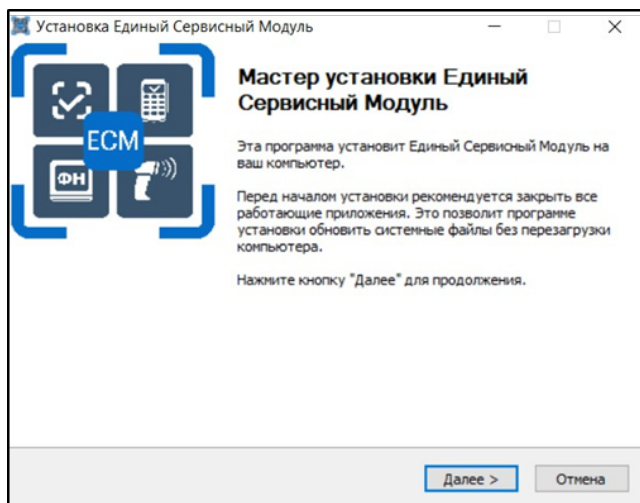 Установка Единый Сервисный Модуль
ЕСМ
ФН
Мастер установки Единый
Сервисный Модуль
Эта программа установит Единый Сервисный Модуль на
ваш компьютер.
Перед началом установки рекомендуется закрыть все
работающие приложения. Это позволит программе
установки обновить системные файлы без перезагрузки
компьютера.
Нажмите кнопку "Далее" для продолжения.
Далее >
Отмена